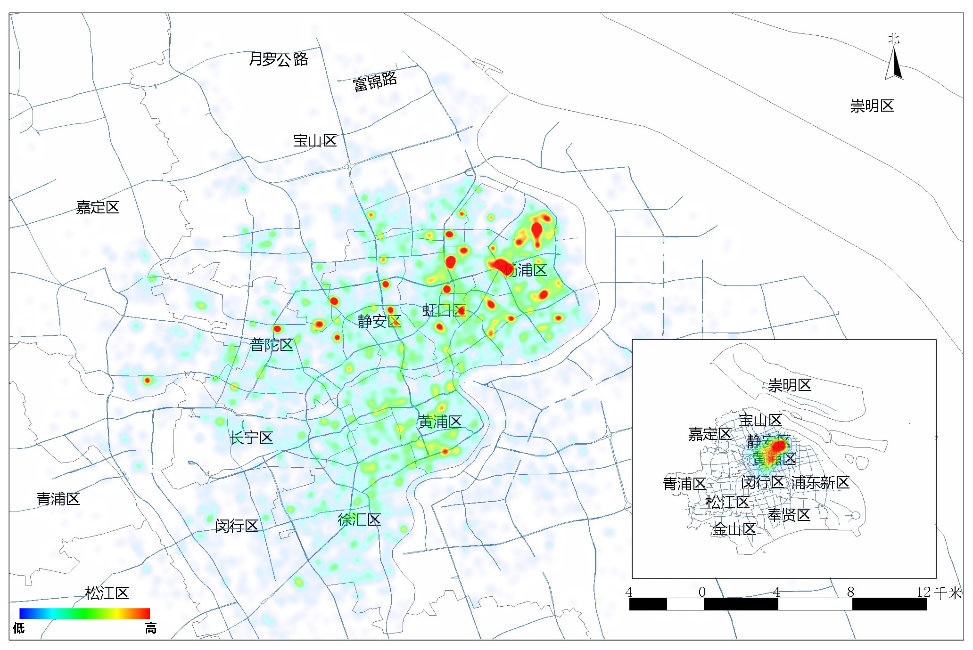 月罗公路
北
富锦路
崇明区
宝山区
嘉定区
杨浦区
虹口区
静安区
普陀区
黄浦区
长宁区
青浦区
闵行区
徐汇区
松江区
低 高
崇明区
宝山区
嘉定区
静安区
黄浦区
青浦区 闵行区 浦东新区
松江区
奉贤区
金山区
4 0 4 8 12 千米